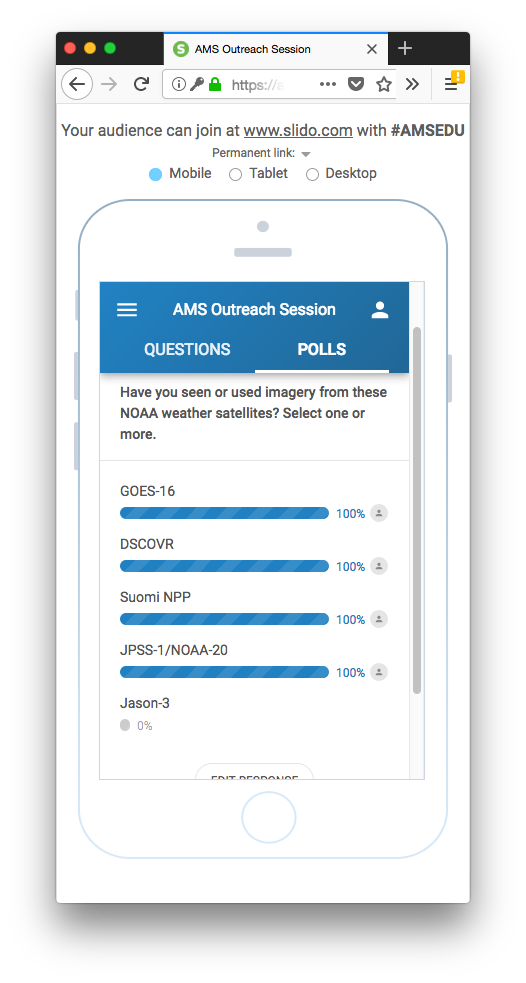 AMS Outreach Session
https://
Your audience can join at www.slido.com with #AMSEDU
Permanent link:
Mobile Tablet Desktop
AMS Outreach Session
QUESTIONS POLLS
Have you seen or used imagery from these
NOAA weather satellites? Select one or
more.
GOES-16
100%
DSCOVR
100%
Suomi NPP
100%
JPSS-1/NOAA-20
100%
Jason-3
0%
EDIT RESPONSE